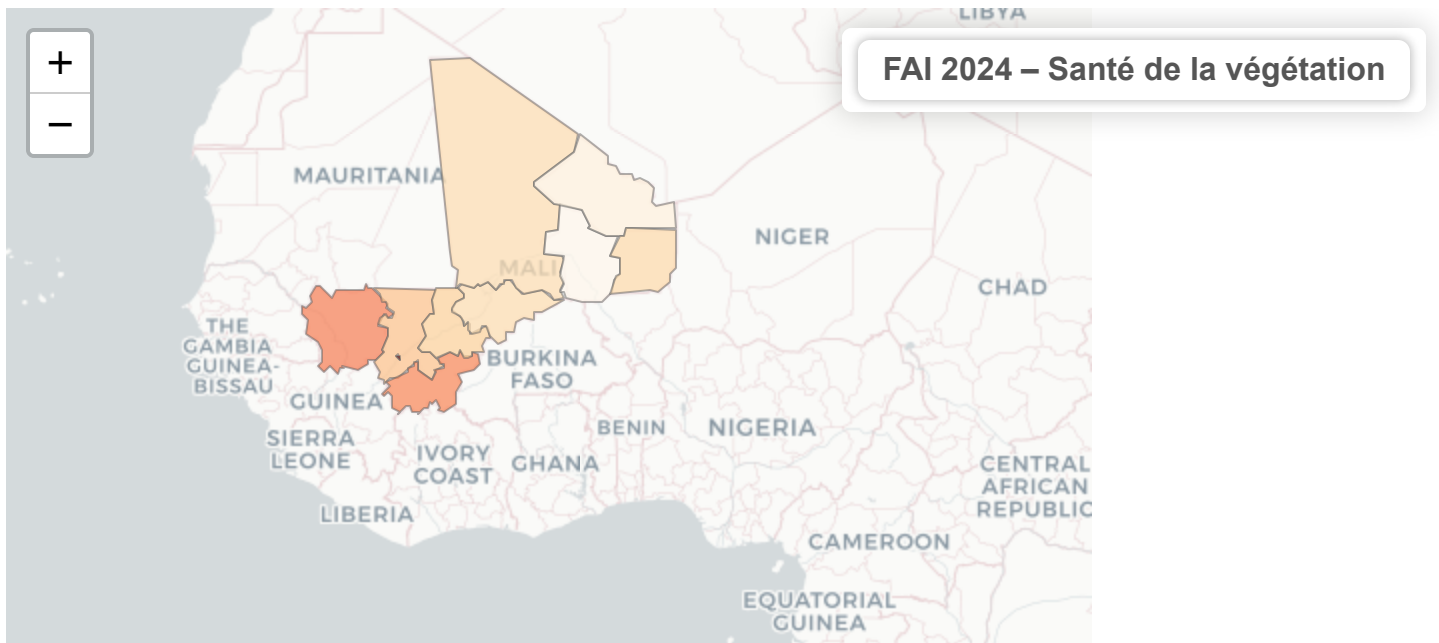 LIBYA
+
FAI 2024 – Santé de la végétation
−
MAURITANIA
NIGER
MALI
CHAD
THE
GAMBIA
GUINEA-
BISSAU
BURKINA
FASO
GUINEA
BENIN
NIGERIA
SIERRA
LEONE
IVORY
COAST
GHANA
CENTRAL
AFRICAN
REPUBLIC
LIBERIA
CAMEROON
EQUATORIAL
GUINEA